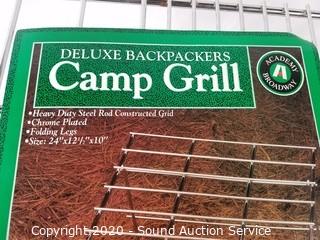 DELUXE BACKPACKERS
Camp Grill
ACADEMY
A
BROADWAY
•Heavy Duty Steel Rod Constructed Grid
•Chrome Plated
•Folding Legs
•Size: 24"x12½"x10"
Copyright 2020 - Sound Auction Service